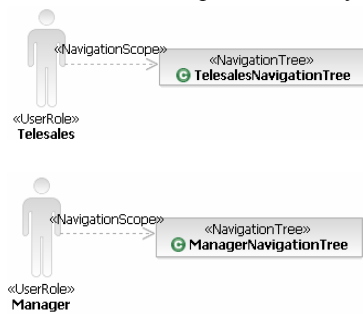 «NavigationScope»
«NavigationTree»
TelesalesNavigationTree
«UserRole»
Telesales
«NavigationScope»
«NavigationTree»
ManagerNavigationTree
«UserRole»
Manager